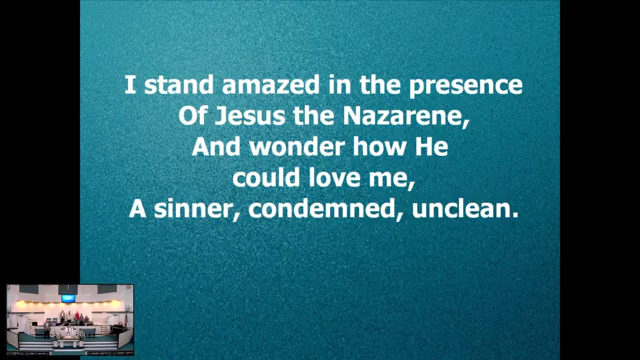 I stand amazed in the presence
Of Jesus the Nazarene,
And wonder how He
could love me,
A sinner, condemned, unclean.